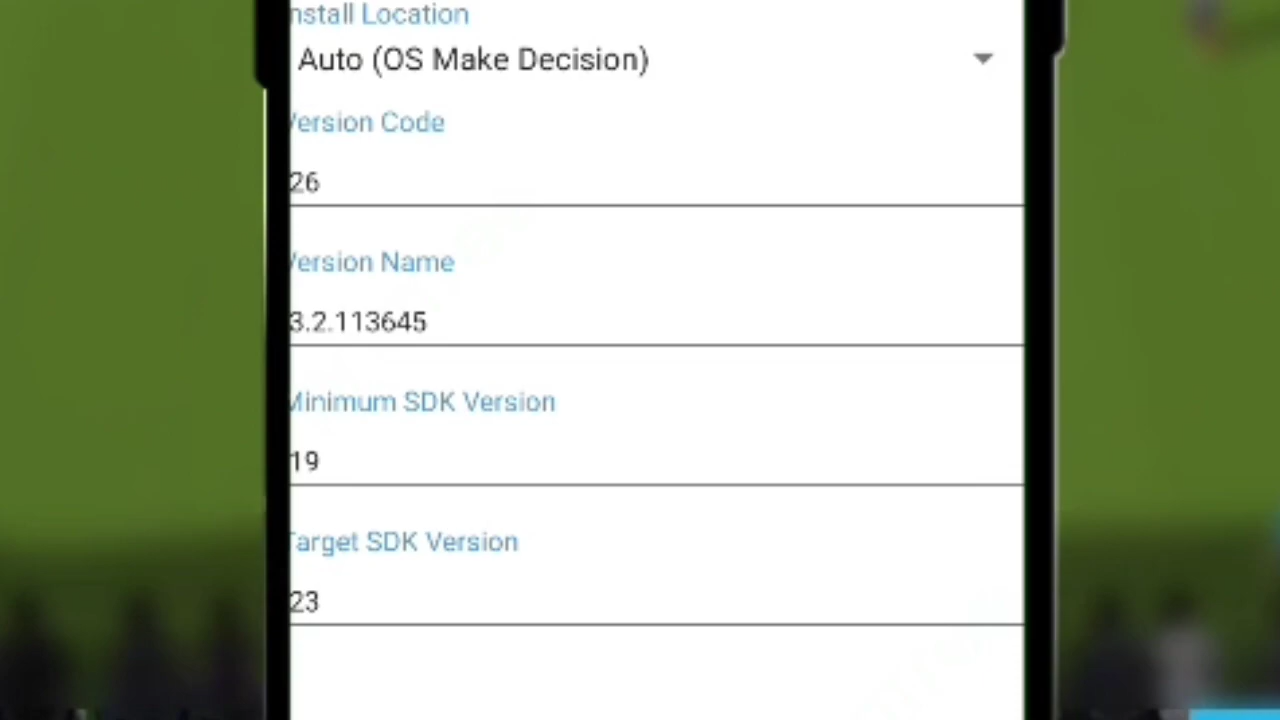 nstall Location
Auto (OS Make Decision)
Version Code
26
Version Name
3.2.113645
Minimum SDK Version
19
Target SDK Version
23